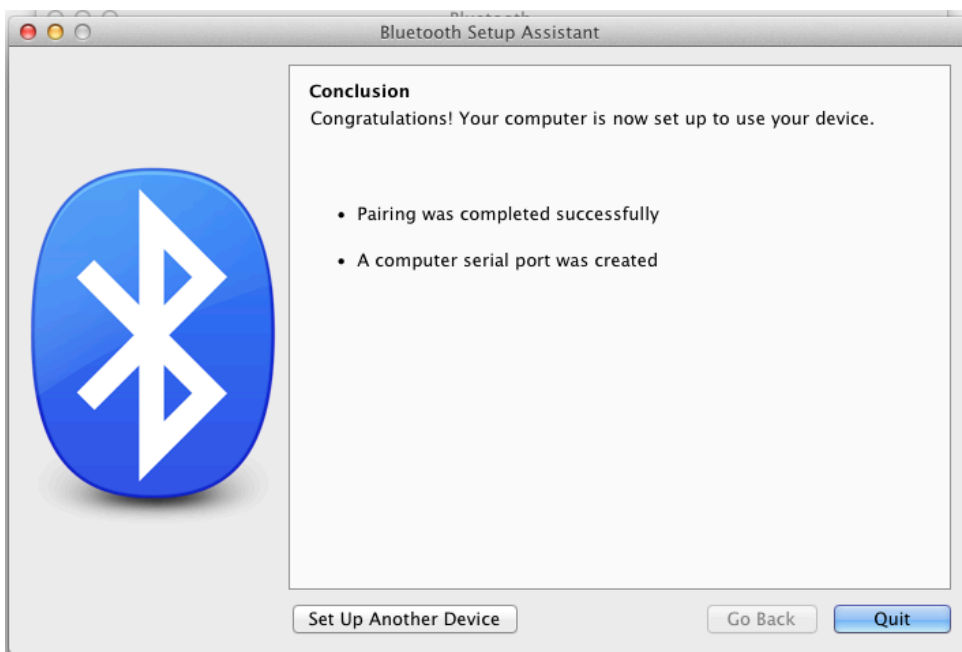 Bluetooth
Bluetooth Setup Assistant
Conclusion
Congratulations! Your computer is now set up to use your device.
• Pairing was completed successfully
• A computer serial port was created
Set Up Another Device
Go Back
Quit